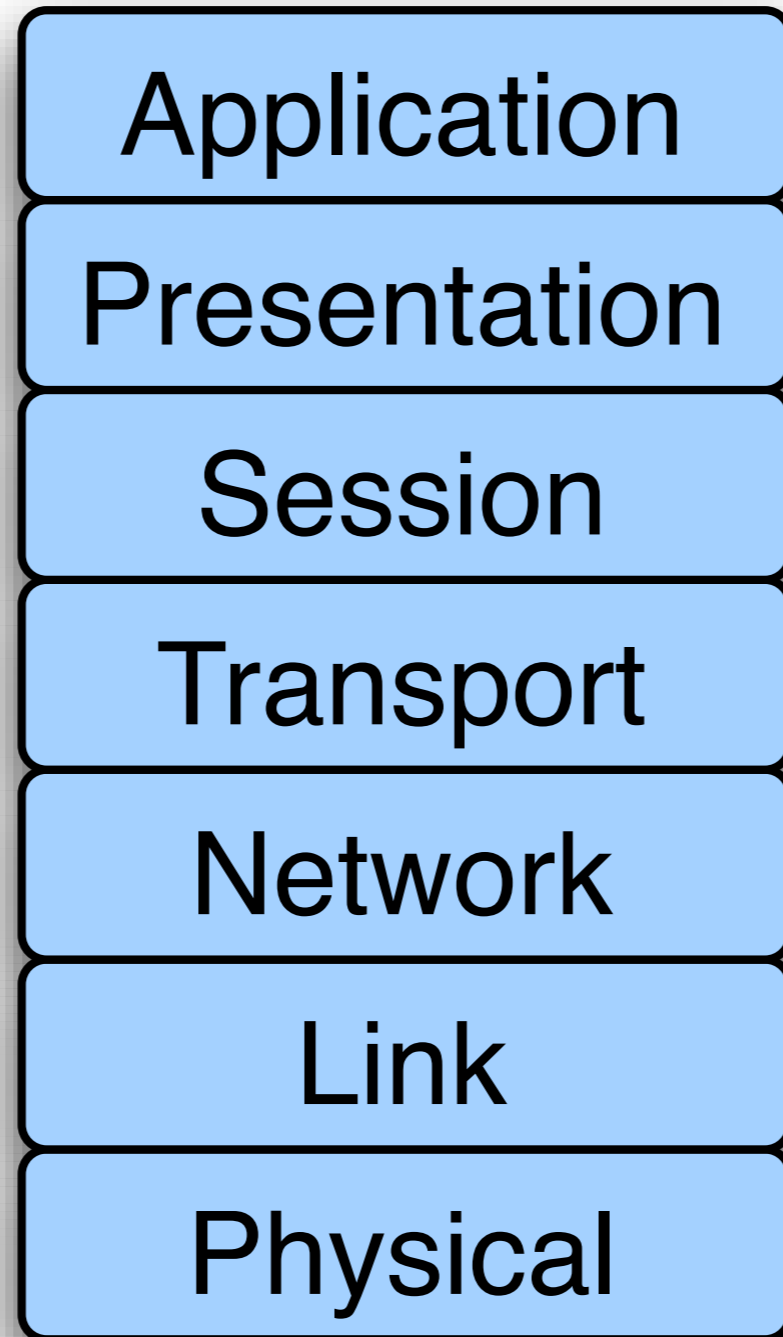 Application
Presentation
Session
Transport
Network
Link
Physical